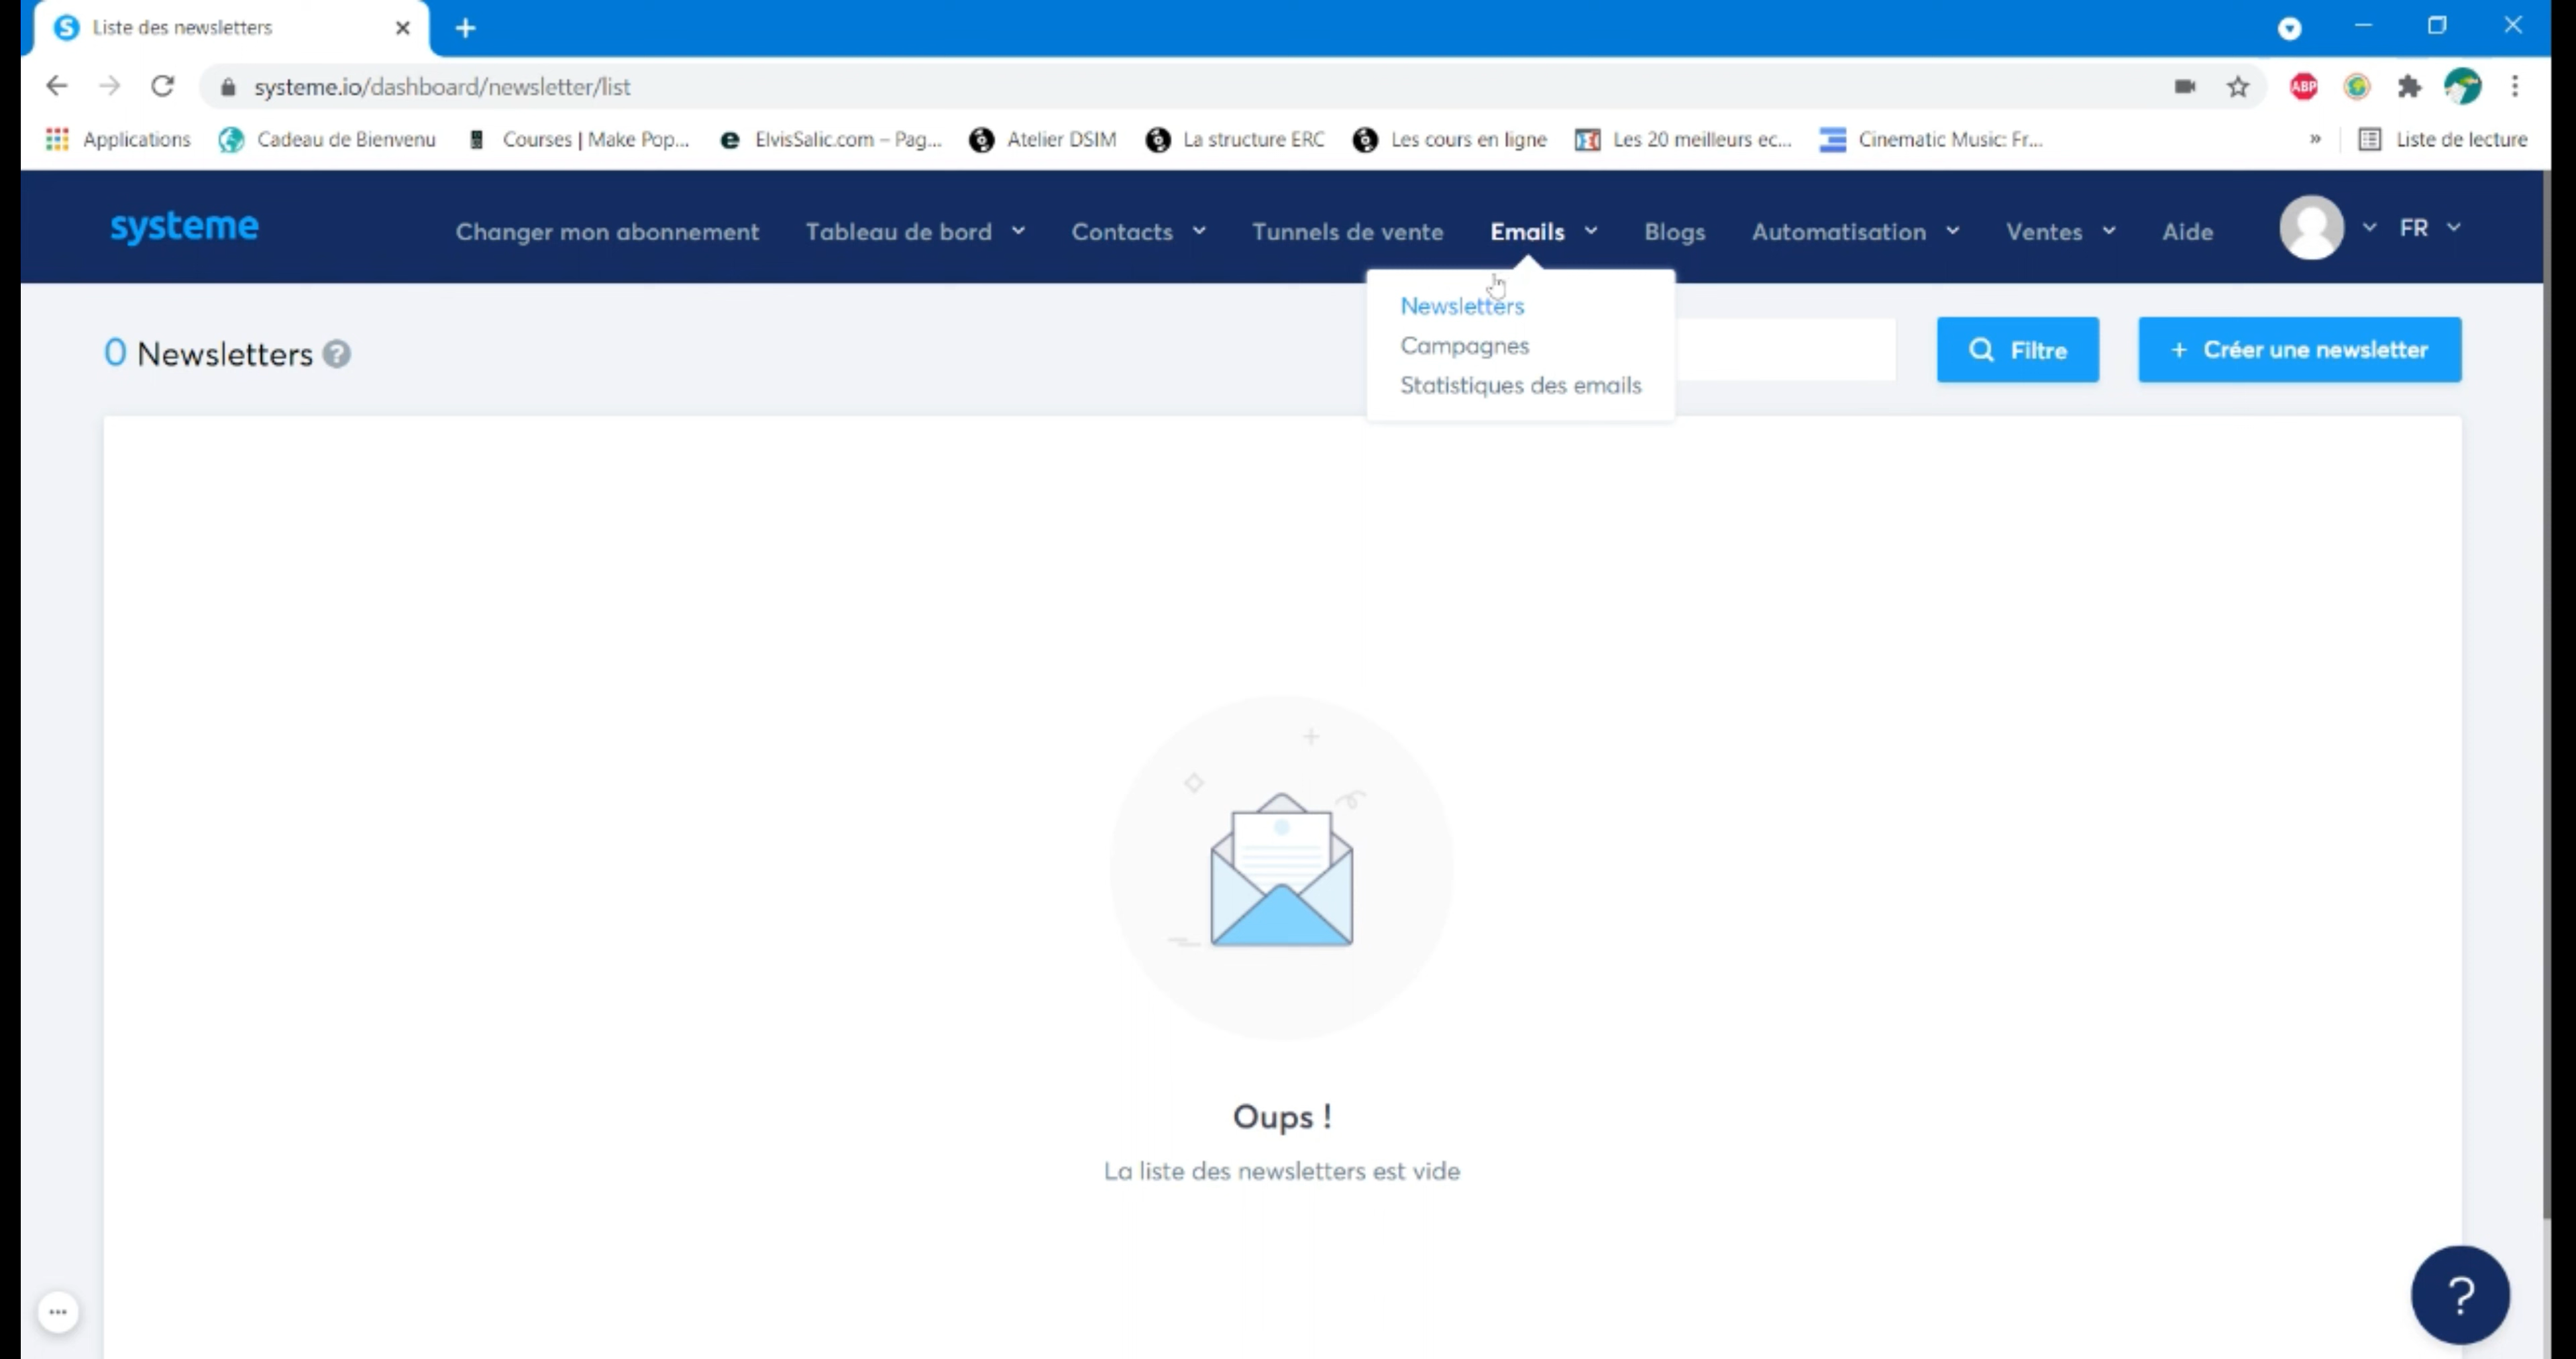 Liste des newsletters
systeme.io/dashboard/newsletter/list
ABP
Applications Cadeau de Bienvenu Courses | Make Pop... ElvisSalic.com – Pag... Atelier DSIM La structure ERC Les cours en ligne Les 20 meilleurs ec... Cinematic Music: Fr... » Liste de lecture
systeme Changer mon abonnement Tableau de bord Contacts Tunnels de vente Emails Blogs Automatisation Ventes Aide FR
Newsletters
Campagnes
Statistiques des emails
0 Newsletters ?
Filtre
+ Créer une newsletter
Oups !
La liste des newsletters est vide
?